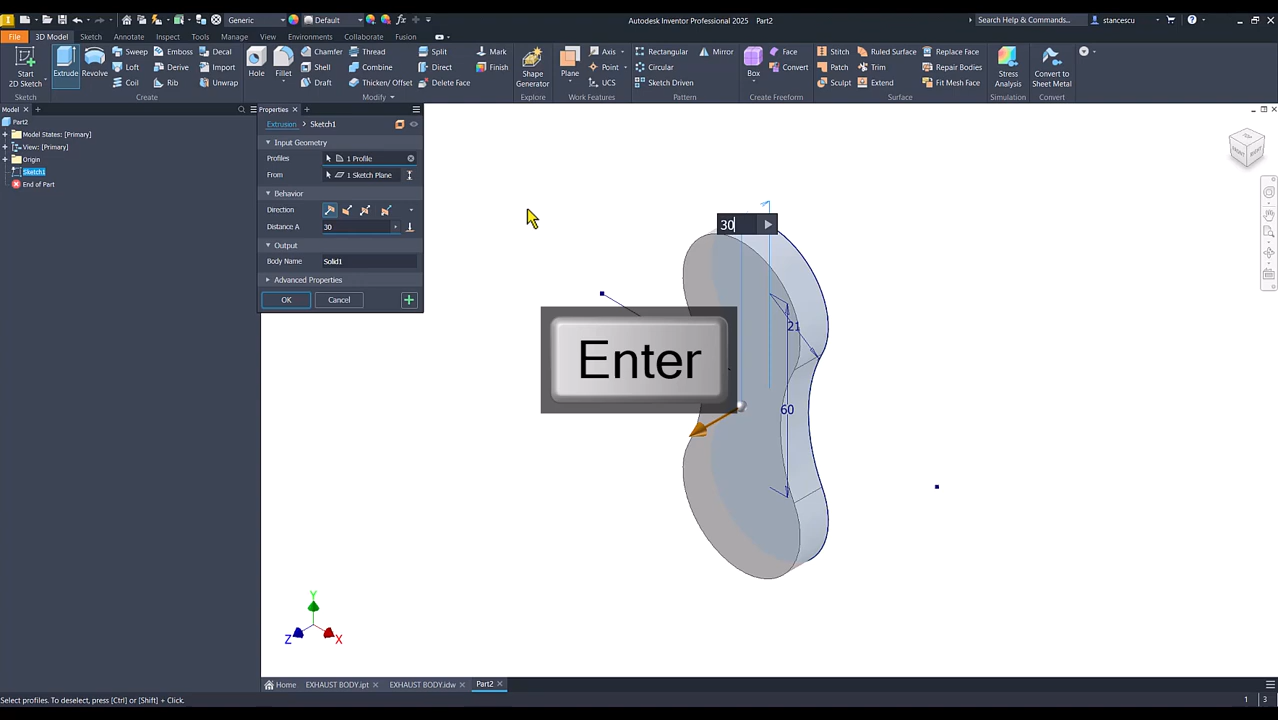 Generic
Default
Autodesk Inventor Professional 2025 Part2
Search Help & Commands...
stancescu
File
3D Model
Sketch
Annotate
Inspect
Tools
Manage
View
Environments
Collaborate
Fusion
Start
2D Sketch
Extrude
Revolve
Sweep
Emboss
Decal
Loft
Derive
Import
Coil
Rib
Unwrap
Hole
Fillet
Chamfer
Thread
Split
Mark
Shell
Combine
Direct
Finish
Draft
Thicken/ Offset
Delete Face
Shape
Generator
Plane
Axis
Point
UCS
Rectangular
Mirror
Circular
Sketch Driven
Box
Face
Convert
Stitch
Ruled Surface
Replace Face
Patch
Trim
Repair Bodies
Sculpt
Extend
Fit Mesh Face
Stress
Analysis
Convert to
Sheet Metal
Sketch
Create
Modify
Explore
Work Features
Pattern
Create Freeform
Surface
Simulation
Convert
Model
Part2
Model States: [Primary]
View: [Primary]
Origin
Sketch1
End of Part
Properties
Extrusion > Sketch1
Input Geometry
Profiles 1 Profile
From 1 Sketch Plane
Behavior
Direction
Distance A 30
Output
Body Name Solid1
Advanced Properties
OK Cancel
30
21
60
Enter
TOP
FRONT
RIGHT
Y
Z
X
Home
EXHAUST BODY.ipt
EXHAUST BODY.idw
Part2
Select profiles. To deselect, press [Ctrl] or [Shift] + Click.
1 3